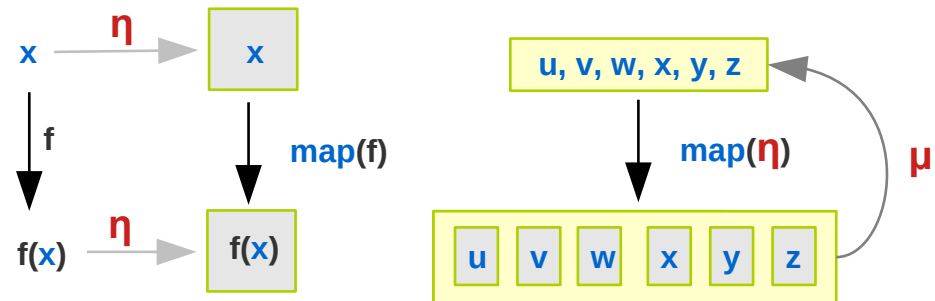 η
x
x
f
map(f)
η
f(x)
f(x)
u, v, w, x, y, z
map(η)
μ
u v w x y z